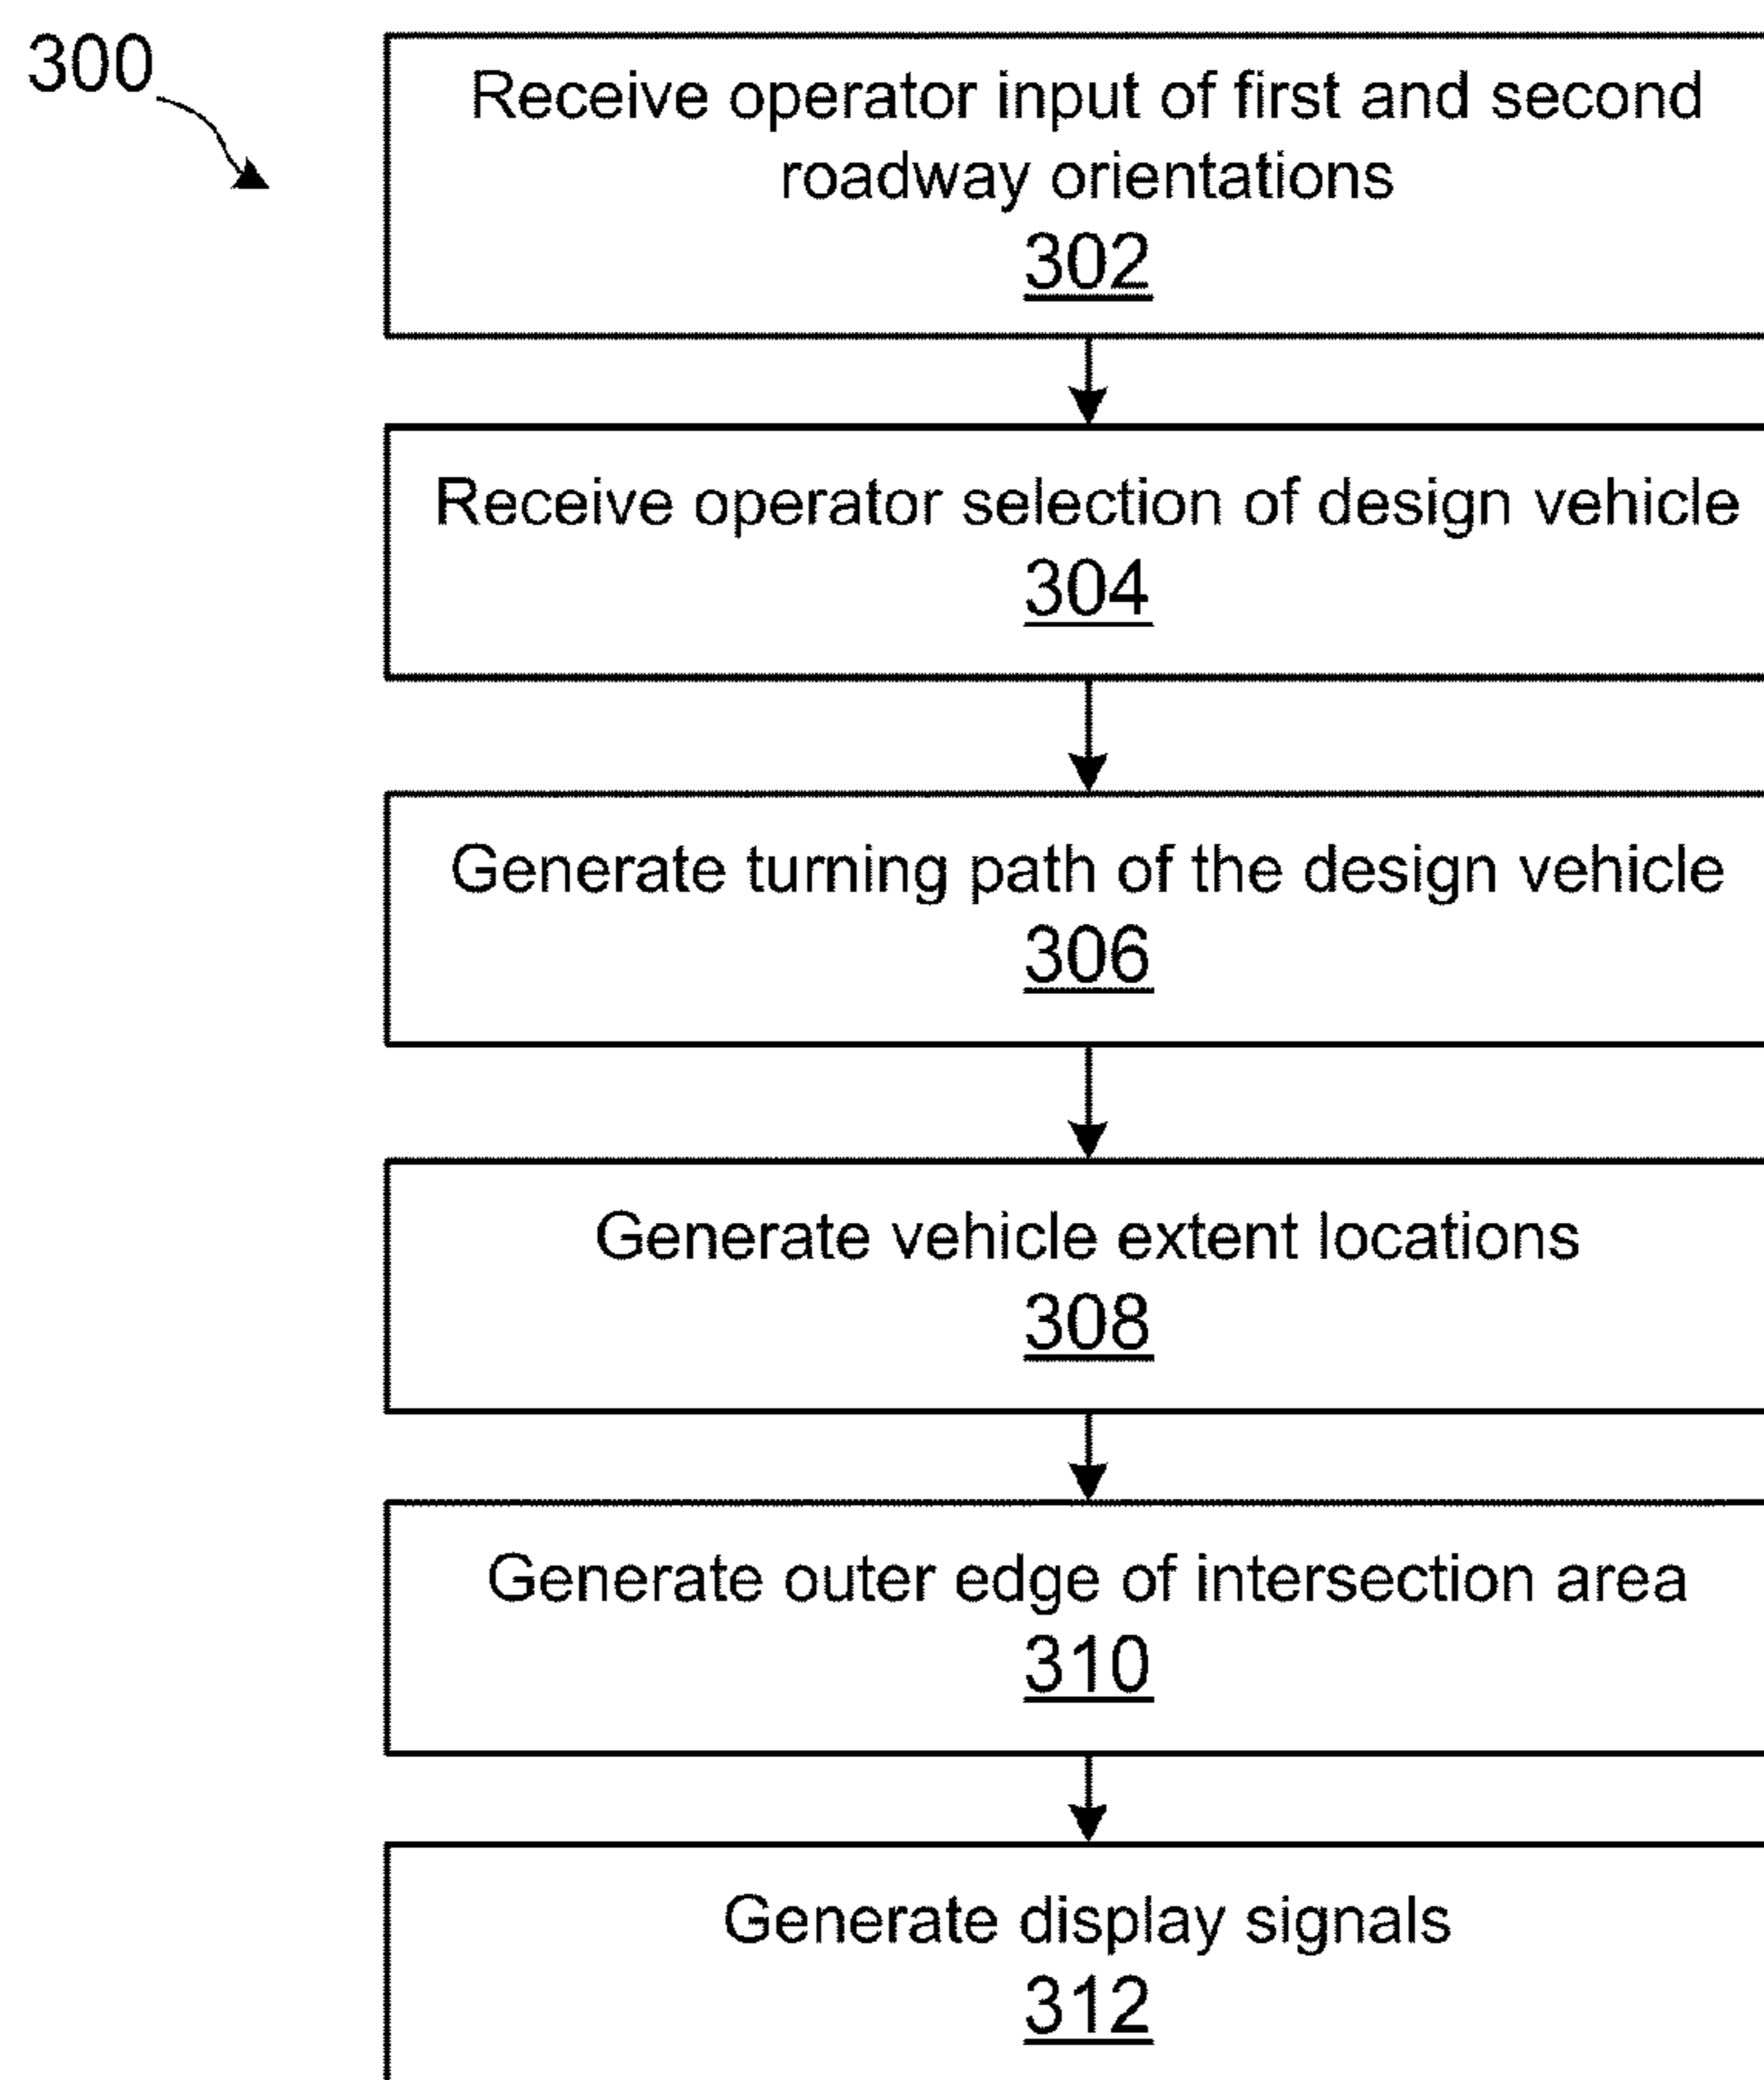 300
Receive operator input of first and second
roadway orientations
302
Receive operator selection of design vehicle
304
Generate turning path of the design vehicle
306
Generate vehicle extent locations
308
Generate outer edge of intersection area
310
Generate display signals
312